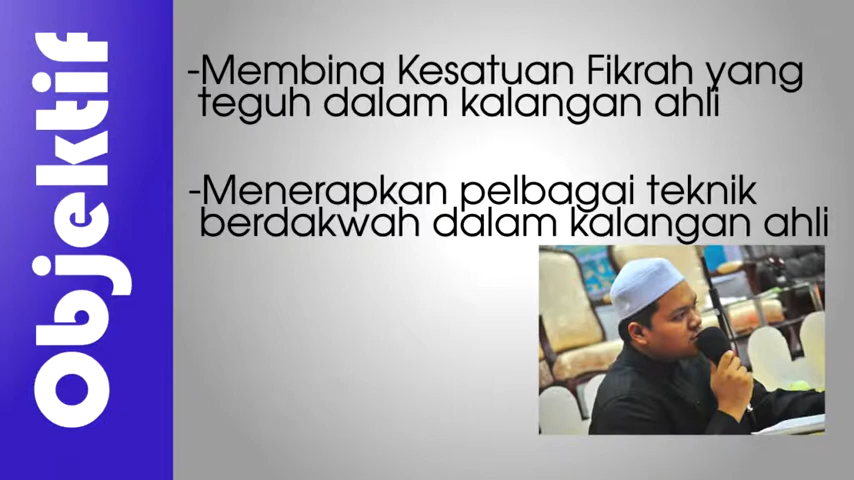 Objektif
-Membina Kesatuan Fikrah yang
teguh dalam kalangan ahli
-Menerapkan pelbagai teknik
berdakwah dalam kalangan ahli